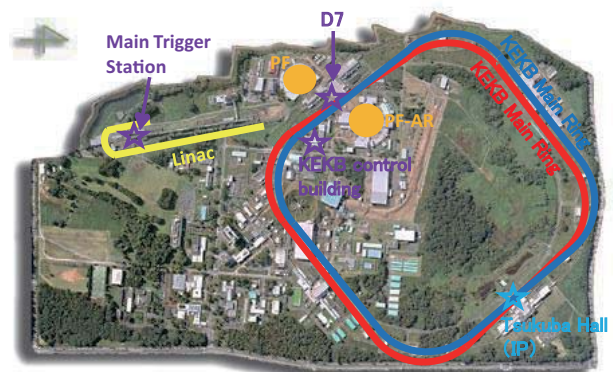 D7
Main Trigger
Station
PF
PF-AR
Linac
KEKB control
building
KEKB Main Ring
KEKB Main Ring
Tsukuba Hall
(IP)